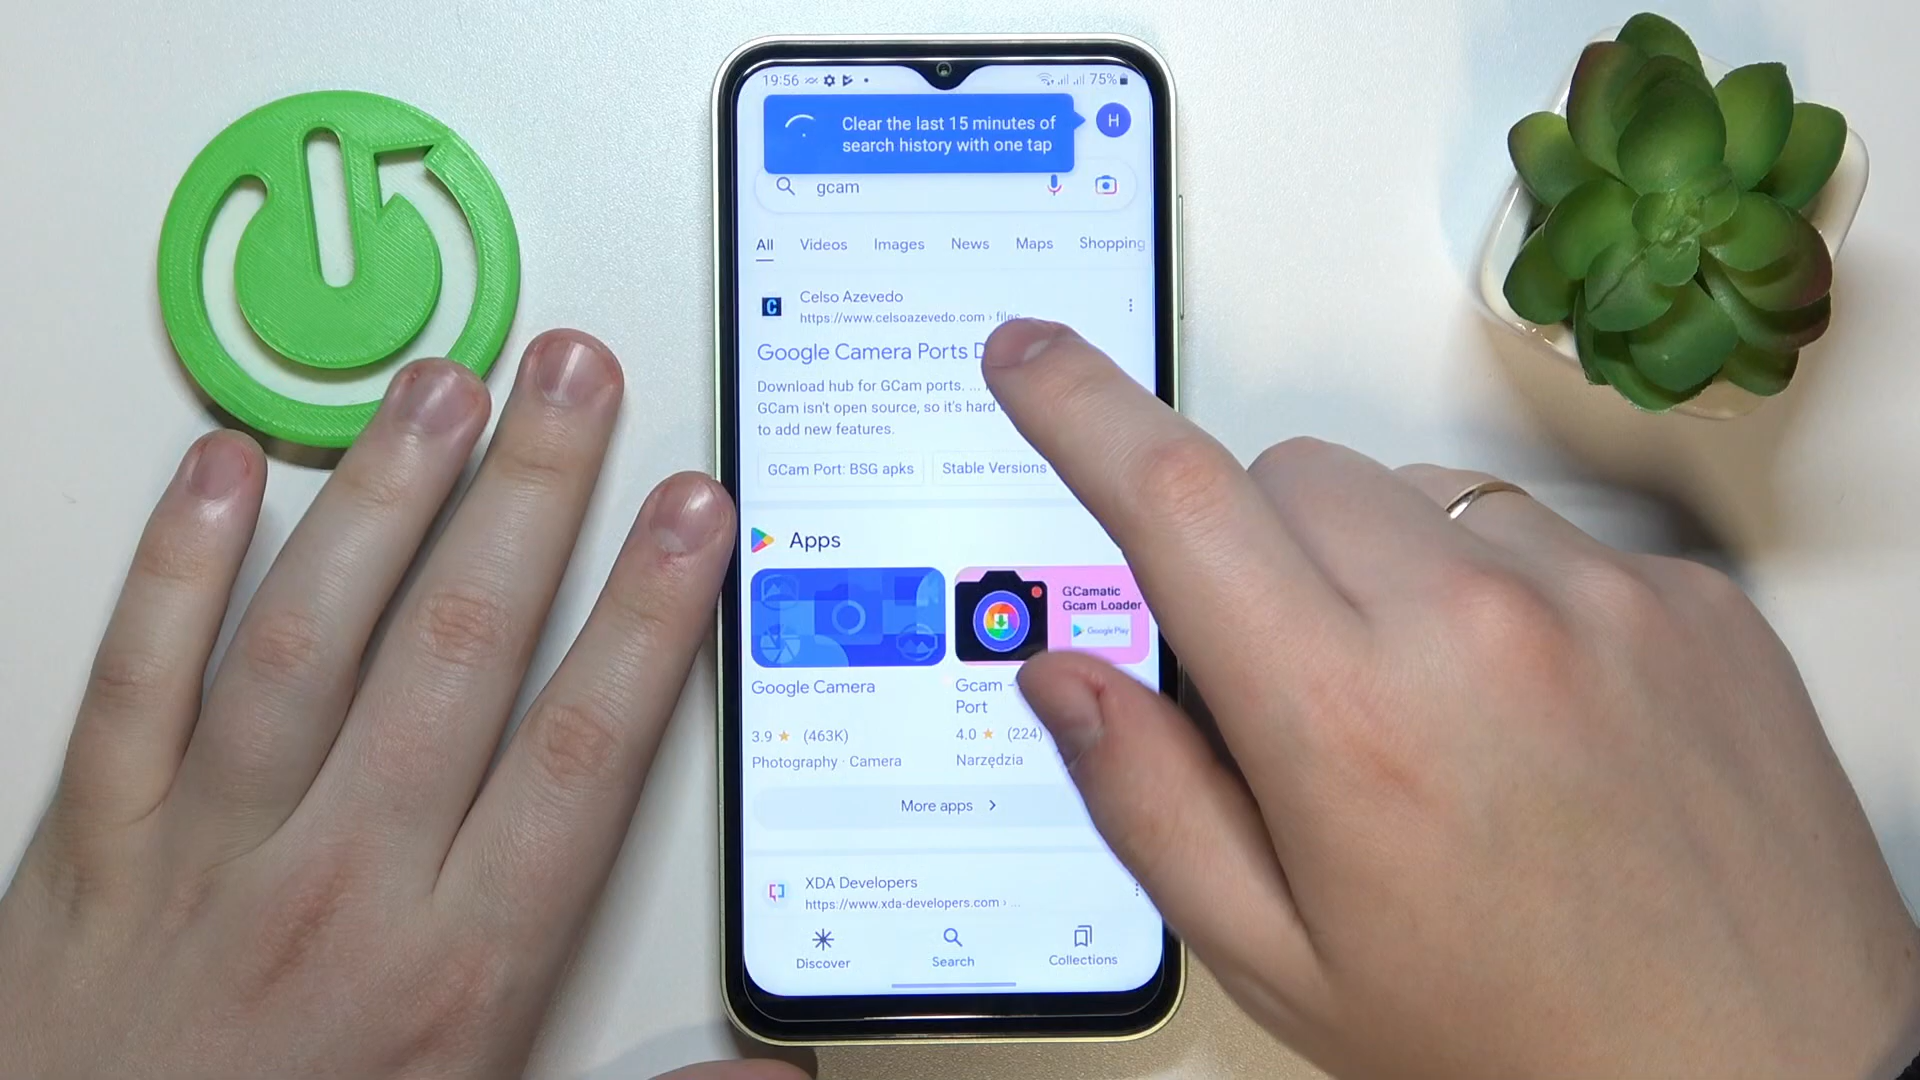 19:56
75%
Clear the last 15 minutes of
search history with one tap
H
gcam
All Videos Images News Maps Shopping
C
Celso Azevedo
https://www.celsoazevedo.com › files
Google Camera Ports
Download hub for GCam ports. ...
GCam isn't open source, so it's hard
to add new features.
GCam Port: BSG apks
Stable Versions
Apps
GCamatic
Gcam Loader
Google Play
Google Camera
3.9 ★ (463K)
Photography · Camera
Gcam -
Port
4.0 ★ (224)
Narzędzia
More apps
XDA Developers
https://www.xda-developers.com › ...
Discover Search Collections